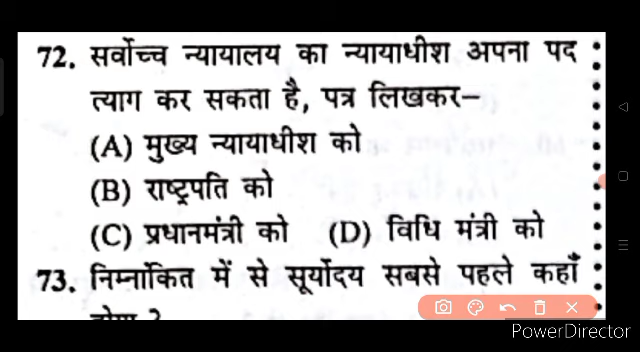 72. सर्वोच्च न्यायालय का न्यायाधीश अपना पद
त्याग कर सकता है, पत्र लिखकर–
(A) मुख्य न्यायाधीश को
(B) राष्ट्रपति को
(C) प्रधानमंत्री को (D) विधि मंत्री को
73. निम्नांकित में से सूर्योदय सबसे पहले कहाँ
PowerDirector